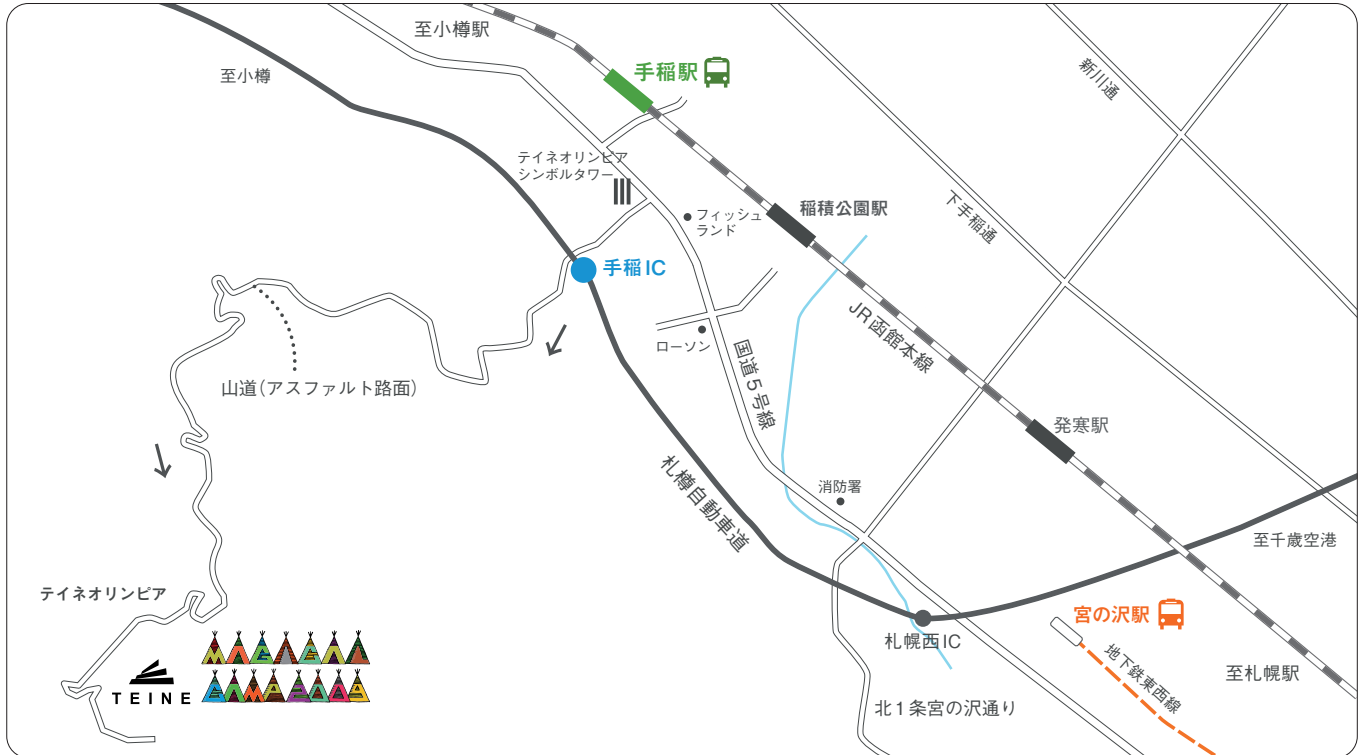 至小樽駅
至小樽
手稲駅
新川通
テイネオリンピア
シンボルタワー
稲積公園駅
フィッシュ
ランド
下手稲通
手稲IC
JR函館本線
ローソン
国道5号線
山道(アスファルト路面)
発寒駅
札樽自動車道
消防署
至千歳空港
テイネオリンピア
宮の沢駅
札幌西IC
地下鉄東西線
至札幌駅
TEINE
北1条宮の沢通り